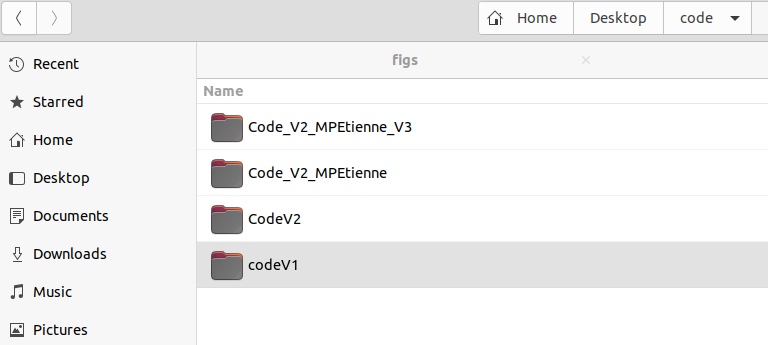 Home Desktop code
Recent
Starred
Home
Desktop
Documents
Downloads
Music
Pictures
figs ×
Name
Code_V2_MPEtienne_V3
Code_V2_MPEtienne
CodeV2
codeV1